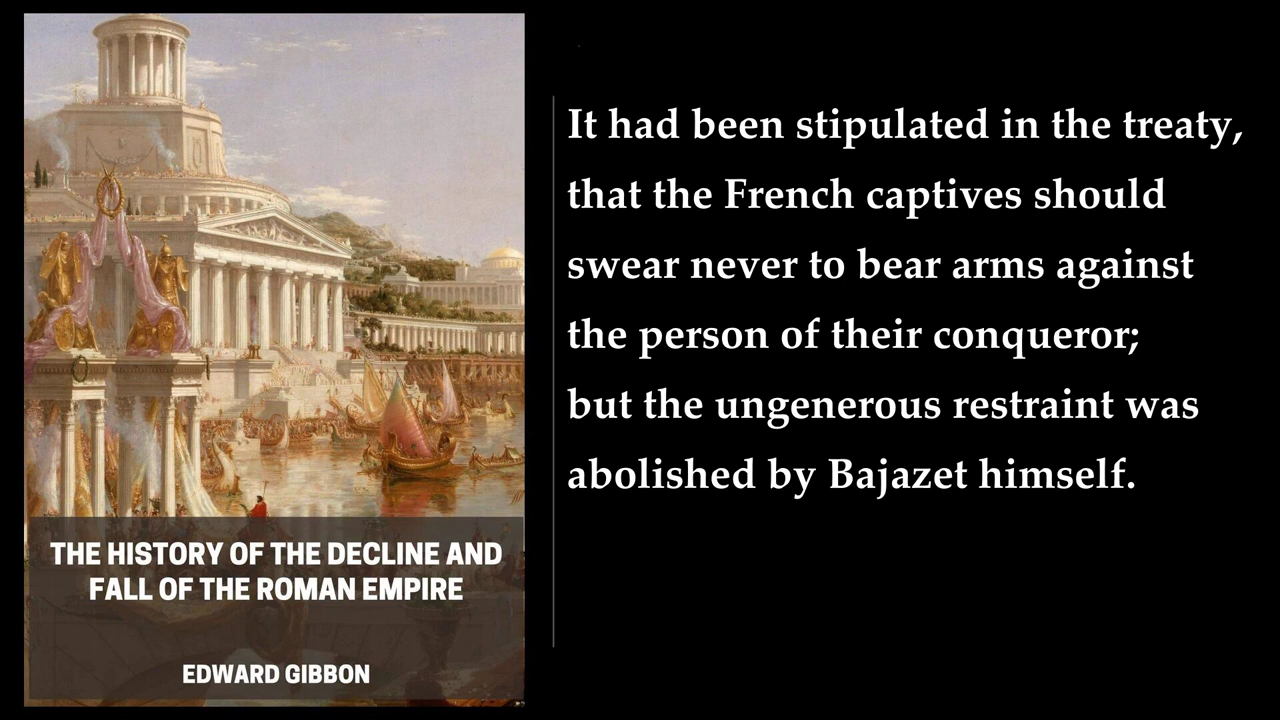 It had been stipulated in the treaty,
that the French captives should
swear never to bear arms against
the person of their conqueror;
but the ungenerous restraint was
abolished by Bajazet himself.
THE HISTORY OF THE DECLINE AND
FALL OF THE ROMAN EMPIRE
EDWARD GIBBON